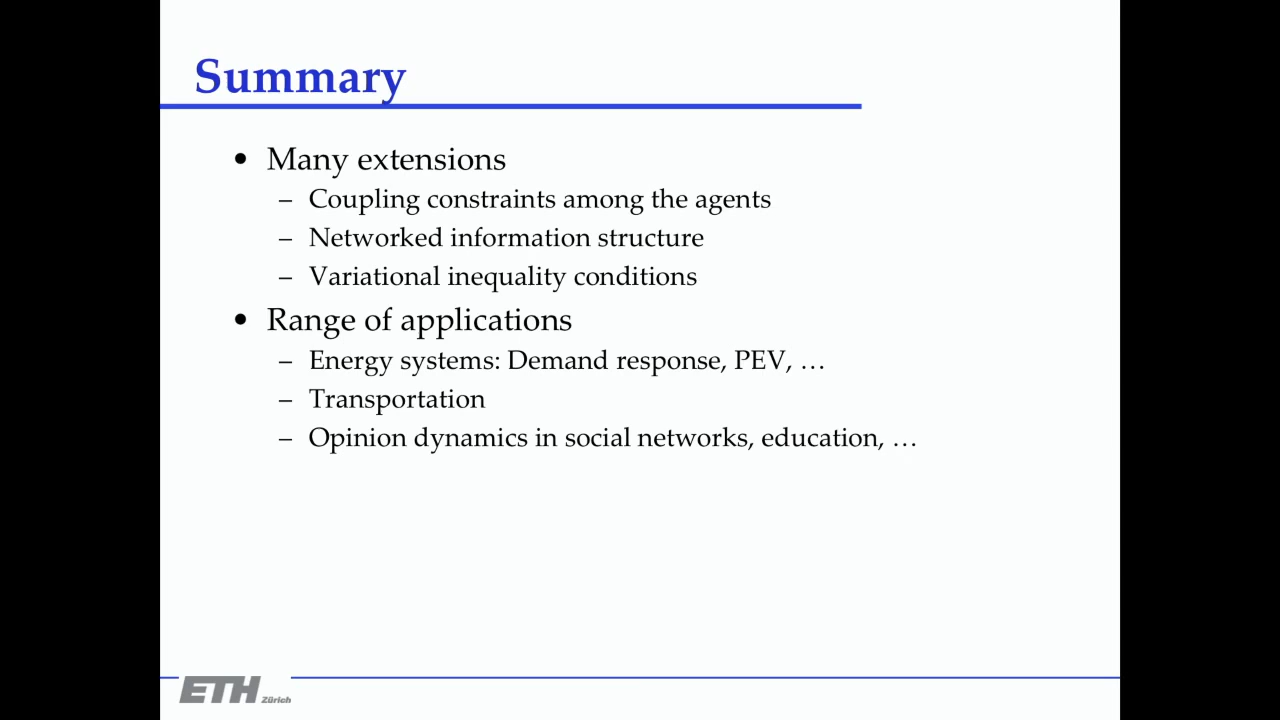 Summary
• Many extensions
– Coupling constraints among the agents
– Networked information structure
– Variational inequality conditions
• Range of applications
– Energy systems: Demand response, PEV, …
– Transportation
– Opinion dynamics in social networks, education, …
ETH Zürich